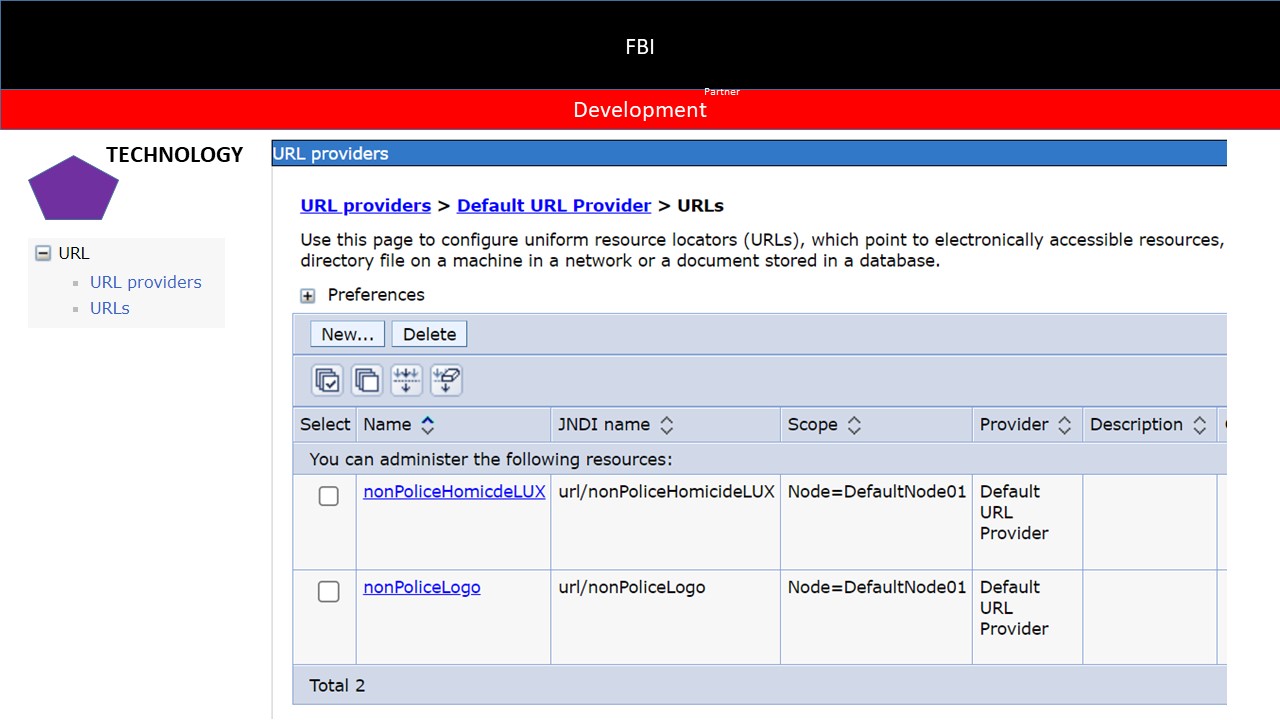 FBI
Partner
Development
TECHNOLOGY
URL
URL providers
URLs
URL providers
URL providers > Default URL Provider > URLs
Use this page to configure uniform resource locators (URLs), which point to electronically accessible resources,
directory file on a machine in a network or a document stored in a database.
Preferences
New... Delete
Select Name JNDI name Scope Provider Description
You can administer the following resources:
nonPoliceHomicdeLUX url/nonPoliceHomicideLUX Node=DefaultNode01 Default
URL
Provider
nonPoliceLogo url/nonPoliceLogo Node=DefaultNode01 Default
URL
Provider
Total 2